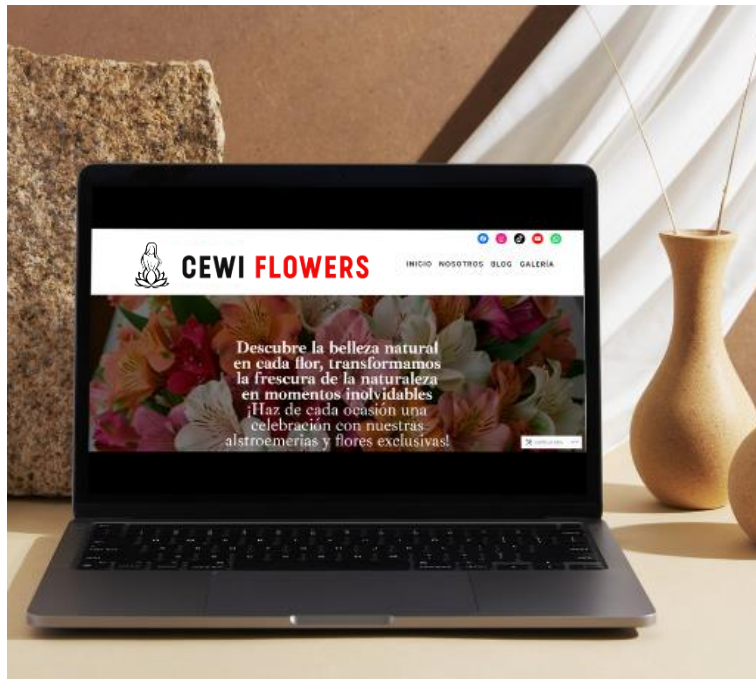 CEWI FLOWERS
INICIO NOSOTROS BLOG GALERÍA
Descubre la belleza natural
en cada flor, transformamos
la frescura de la naturaleza
en momentos inolvidables
¡Haz de cada ocasión una
celebración con nuestras
alstroemerias y flores exclusivas!